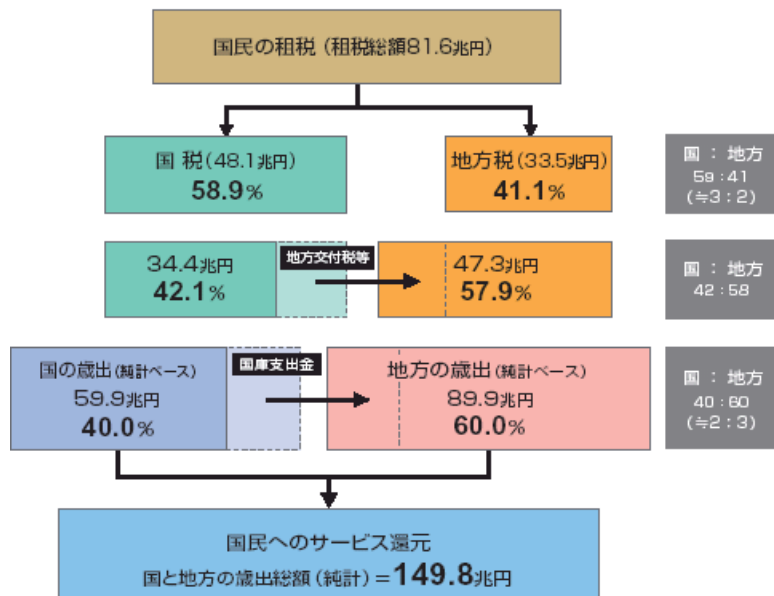 国民の租税（租税総額81.6兆円）
国 税（48.1兆円）
58.9%
地方税（33.5兆円）
41.1%
国 ： 地方
59：41
（≒3：2）
34.4兆円
42.1%
地方交付税等
47.3兆円
57.9%
国 ： 地方
42：58
国の歳出（純計ベース）
59.9兆円
40.0%
国庫支出金
地方の歳出（純計ベース）
89.9兆円
60.0%
国 ： 地方
40：60
（≒2：3）
国民へのサービス還元
国と地方の歳出総額（純計）＝149.8兆円